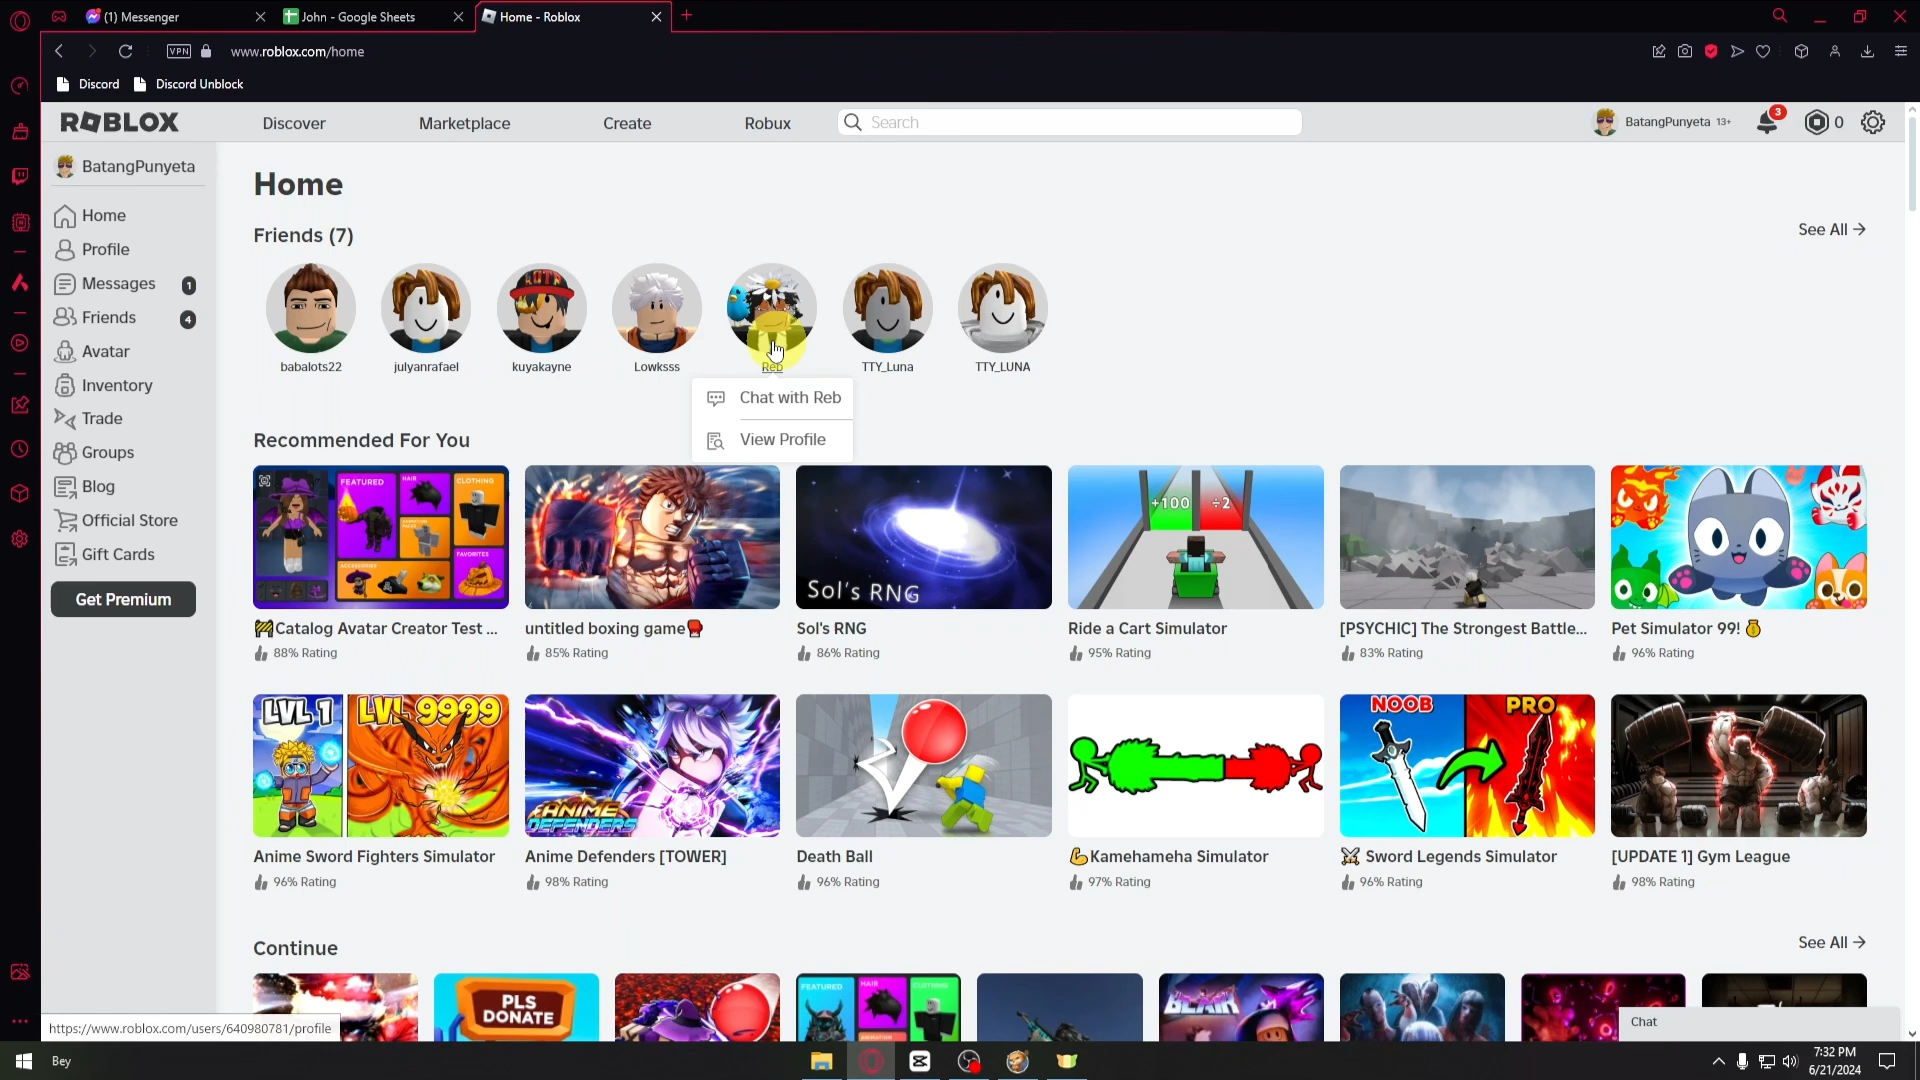 (1) Messenger
John - Google Sheets
Home - Roblox
VPN
www.roblox.com/home
Discord
Discord Unblock
ROBLOX
Discover
Marketplace
Create
Robux
Search
BatangPunyeta 13+
3
0
BatangPunyeta
Home
Profile
Messages 1
Friends 4
Avatar
Inventory
Trade
Groups
Blog
Official Store
Gift Cards
Get Premium
Home
Friends (7)
See All →
babalots22
julyanrafael
kuyakayne
Lowksss
Reb
TTY_Luna
TTY_LUNA
Chat with Reb
View Profile
Recommended For You
FEATURED
HAIR
CLOTHING
FAVORITES
Sol's RNG
+100
÷2
🚧Catalog Avatar Creator Test ...
untitled boxing game🥊
Sol's RNG
Ride a Cart Simulator
[PSYCHIC] The Strongest Battle...
Pet Simulator 99! 💰
88% Rating
85% Rating
86% Rating
95% Rating
83% Rating
96% Rating
LVL 1
LVL 9999
ANIME DEFENDERS
NOOB
PRO
Anime Sword Fighters Simulator
Anime Defenders [TOWER]
Death Ball
💪Kamehameha Simulator
⚔️ Sword Legends Simulator
[UPDATE 1] Gym League
96% Rating
98% Rating
96% Rating
97% Rating
96% Rating
98% Rating
Continue
See All →
PLS
DONATE
FEATURED
HAIR
BLAIR
Chat
https://www.roblox.com/users/640980781/profile
Bey
7:32 PM
6/21/2024